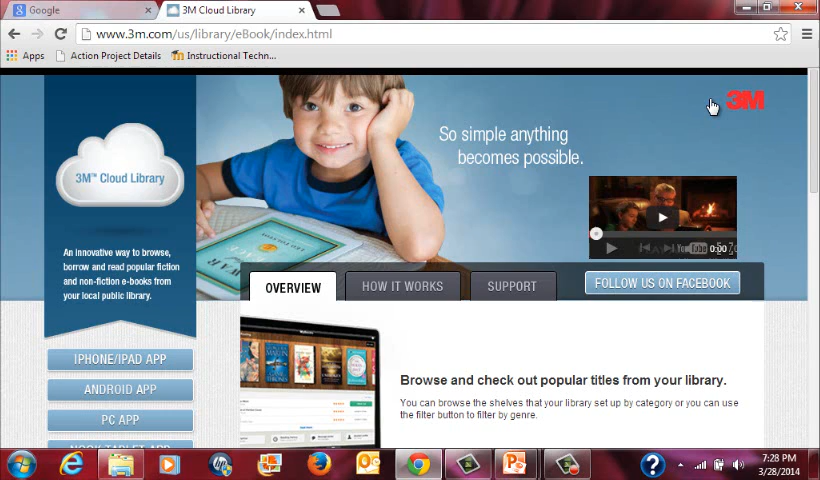 Google
3M Cloud Library
www.3m.com/us/library/eBook/index.html
Apps
Action Project Details
Instructional Techn...
3M
So simple anything
becomes possible.
3M™ Cloud Library
An innovative way to browse,
borrow and read popular fiction
and non-fiction e-books from
your local public library.
WAR
YouTube 0:00
OVERVIEW
HOW IT WORKS
SUPPORT
FOLLOW US ON FACEBOOK
IPHONE/IPAD APP
ANDROID APP
PC APP
NOOK TABLET APP
Browse and check out popular titles from your library.
You can browse the shelves that your library set up by category or you can use
the filter button to filter by genre.
7:28 PM
3/28/2014